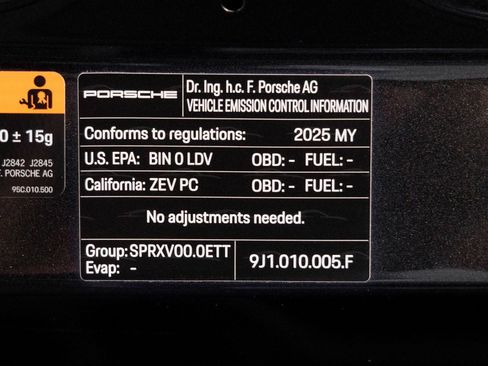 PORSCHE
Dr. Ing. h.c. F. Porsche AG
VEHICLE EMISSION CONTROL INFORMATION
Conforms to regulations: 2025 MY
U.S. EPA: BIN 0 LDV OBD: - FUEL: -
California: ZEV PC OBD: - FUEL: -
No adjustments needed.
Group: SPRXV00.0ETT
Evap: -
9J1.010.005.F
0 ± 15g
J2842 J2845
F. PORSCHE AG
95C.010.500